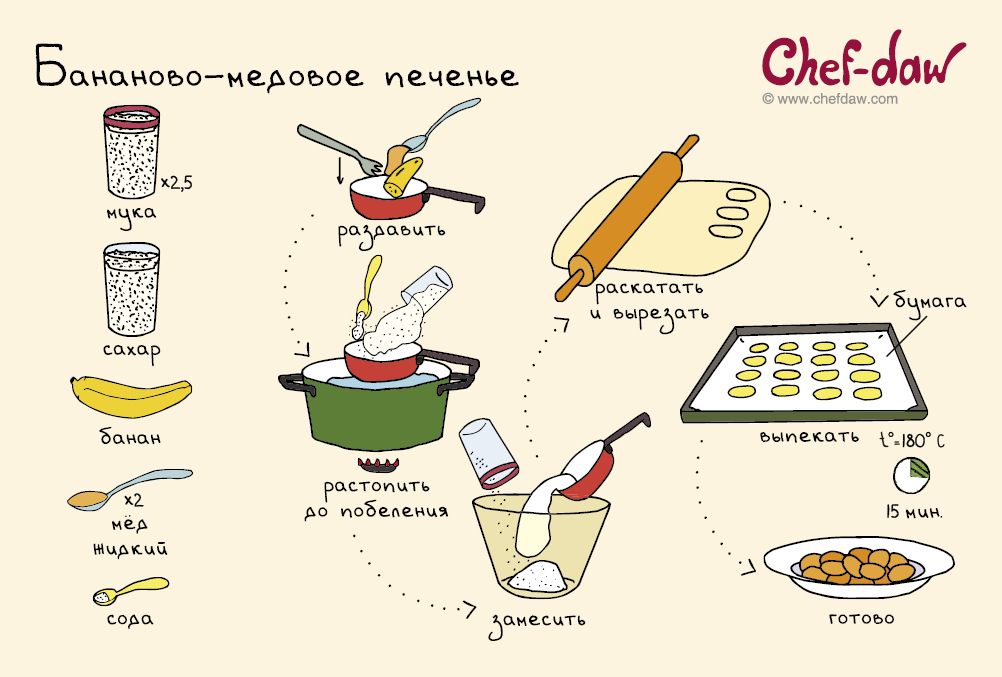 Бананово-медовое печенье
Chef-daw
© www.chefdaw.com
x2,5
мука
сахар
банан
x2
мёд
жидкий
сода
раздавить
растопить
до побеления
замесить
раскатать
и вырезать
бумага
выпекать t°=180° C
15 мин.
готово